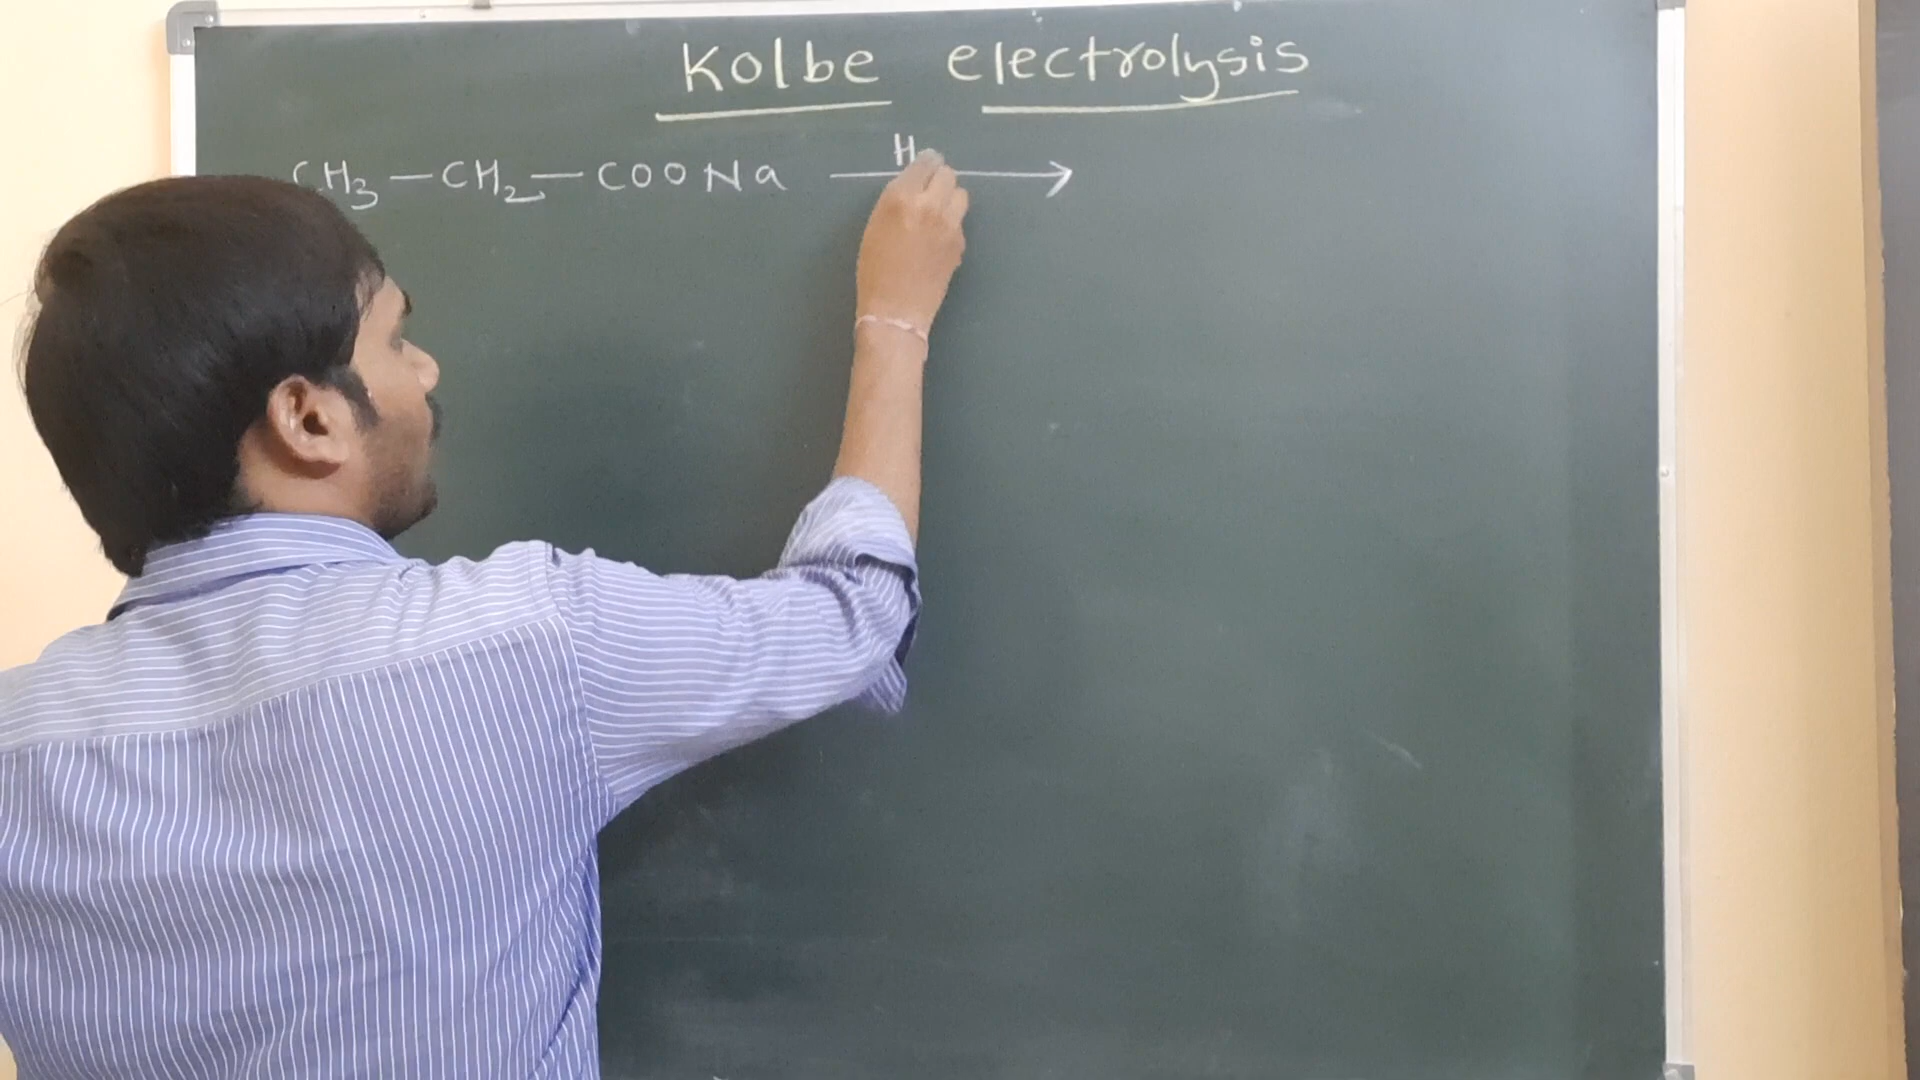 Kolbe electrolysis
H
CH₃—CH₂—COONa ⟶